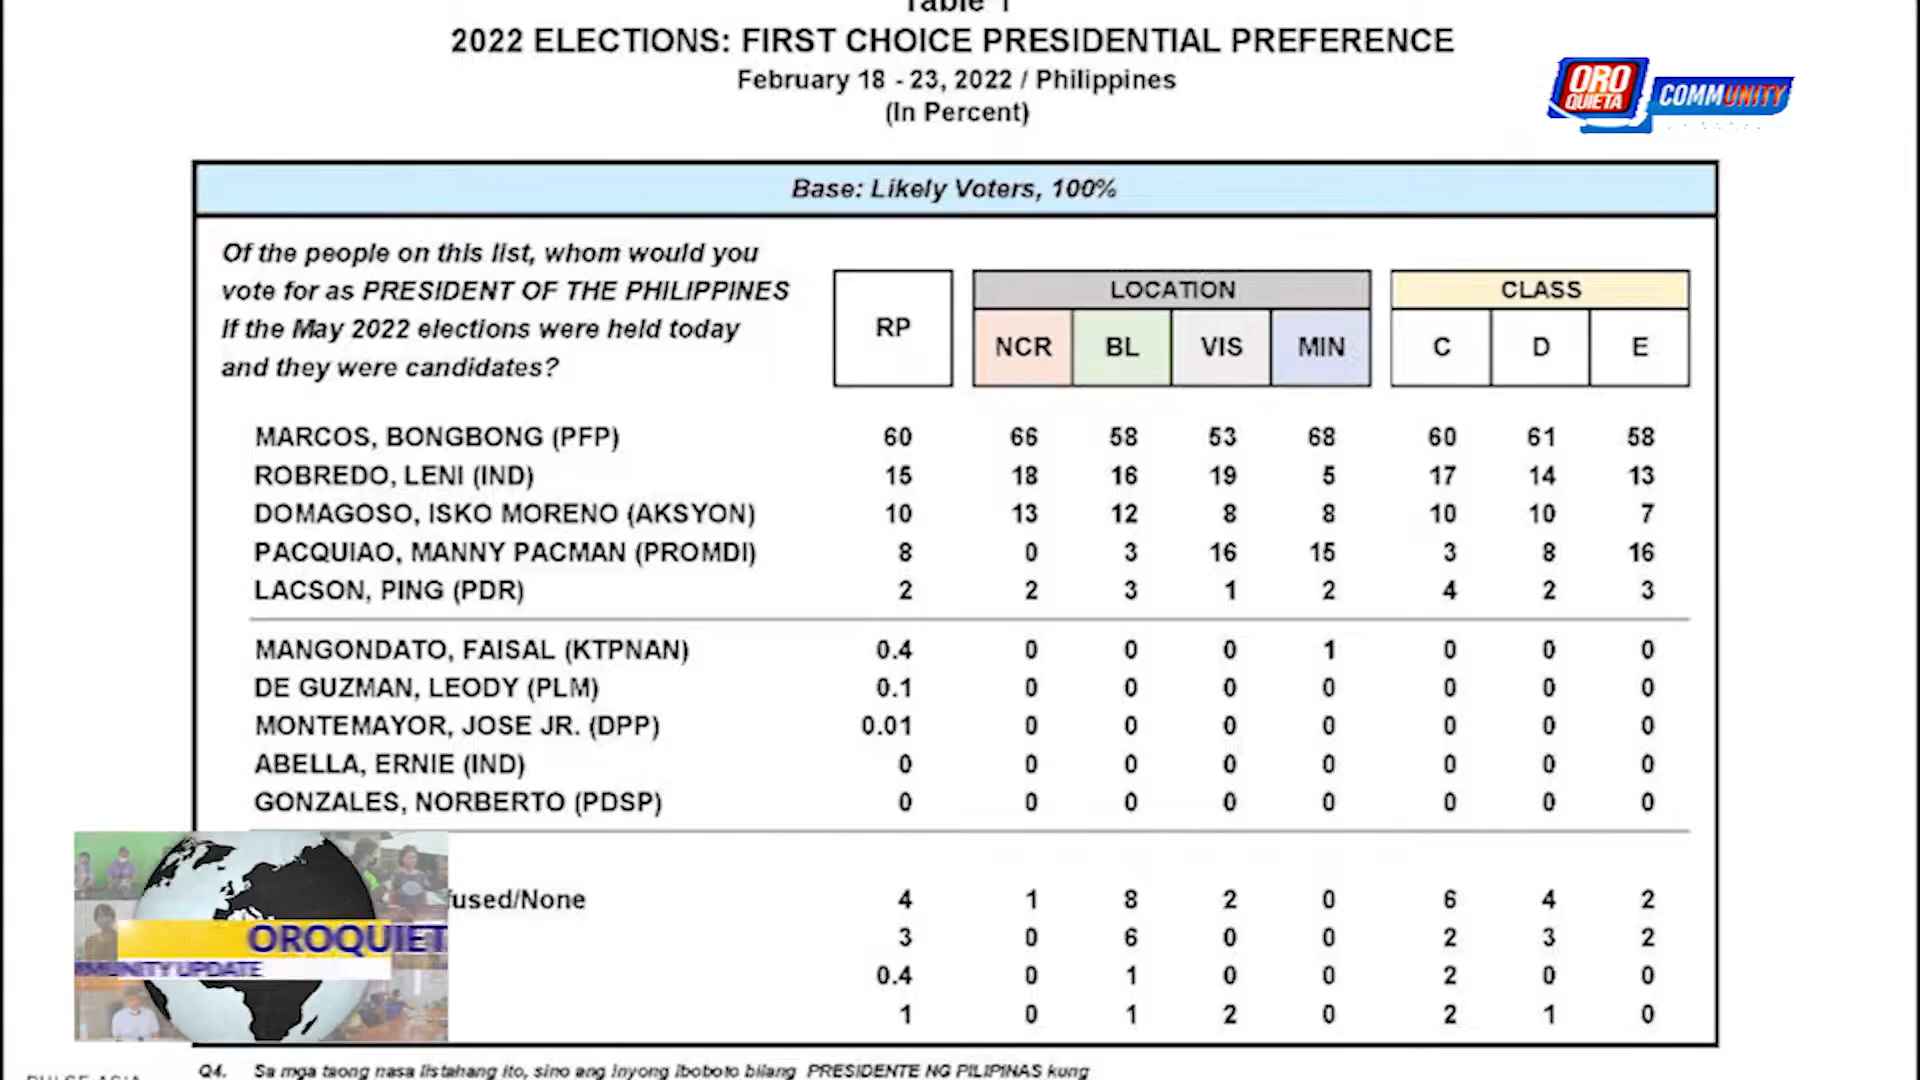 Table 1
2022 ELECTIONS: FIRST CHOICE PRESIDENTIAL PREFERENCE
February 18 - 23, 2022 / Philippines
(In Percent)
ORO QUIETA COMMUNITY
Base: Likely Voters, 100%
Of the people on this list, whom would you
vote for as PRESIDENT OF THE PHILIPPINES
if the May 2022 elections were held today
and they were candidates?
RP
LOCATION
CLASS
NCR BL VIS MIN C D E
MARCOS, BONGBONG (PFP) 60 66 58 53 68 60 61 58
ROBREDO, LENI (IND) 15 18 16 19 5 17 14 13
DOMAGOSO, ISKO MORENO (AKSYON) 10 13 12 8 8 10 10 7
PACQUIAO, MANNY PACMAN (PROMDI) 8 0 3 16 15 3 8 16
LACSON, PING (PDR) 2 2 3 1 2 4 2 3
MANGONDATO, FAISAL (KTPNAN) 0.4 0 0 0 1 0 0 0
DE GUZMAN, LEODY (PLM) 0.1 0 0 0 0 0 0 0
MONTEMAYOR, JOSE JR. (DPP) 0.01 0 0 0 0 0 0 0
ABELLA, ERNIE (IND) 0 0 0 0 0 0 0 0
GONZALES, NORBERTO (PDSP) 0 0 0 0 0 0 0 0
fused/None 4 1 8 2 0 6 4 2
3 0 6 0 0 2 3 2
0.4 0 1 0 0 2 0 0
1 0 1 2 0 2 1 0
OROQUIET
MMUNITY UPDATE
Q4. Sa mga taong nasa listahang ito, sino ang inyong iboboto bilang PRESIDENTE NG PILIPINAS kung
PULSE ASIA